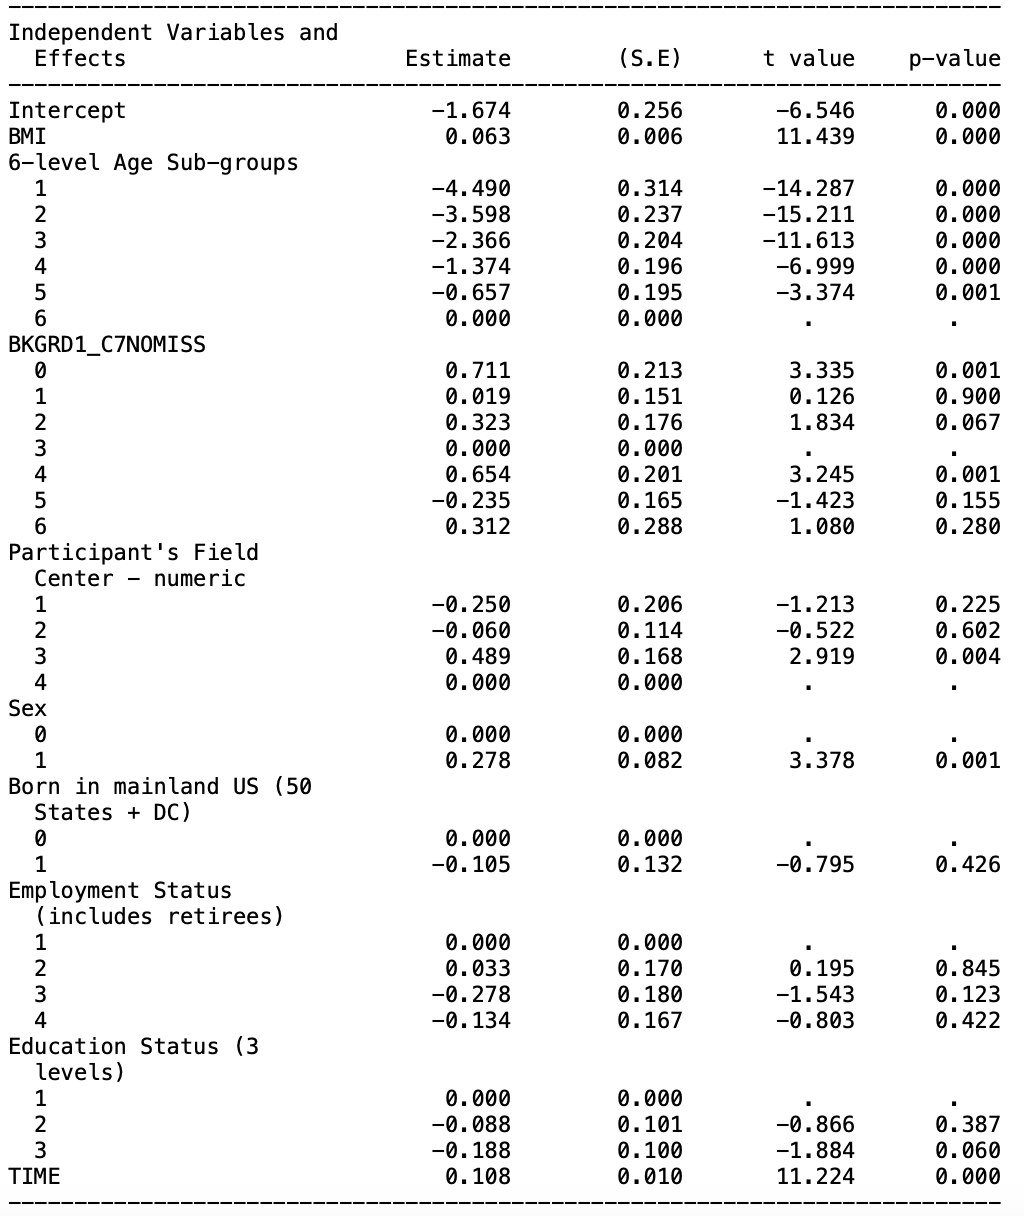 Independent Variables and
Effects Estimate (S.E) t value p-value
Intercept -1.674 0.256 -6.546 0.000
BMI 0.063 0.006 11.439 0.000
6-level Age Sub-groups
1 -4.490 0.314 -14.287 0.000
2 -3.598 0.237 -15.211 0.000
3 -2.366 0.204 -11.613 0.000
4 -1.374 0.196 -6.999 0.000
5 -0.657 0.195 -3.374 0.001
6 0.000 0.000 . .
BKGRD1_C7NOMISS
0 0.711 0.213 3.335 0.001
1 0.019 0.151 0.126 0.900
2 0.323 0.176 1.834 0.067
3 0.000 0.000 . .
4 0.654 0.201 3.245 0.001
5 -0.235 0.165 -1.423 0.155
6 0.312 0.288 1.080 0.280
Participant's Field
Center - numeric
1 -0.250 0.206 -1.213 0.225
2 -0.060 0.114 -0.522 0.602
3 0.489 0.168 2.919 0.004
4 0.000 0.000 . .
Sex
0 0.000 0.000 . .
1 0.278 0.082 3.378 0.001
Born in mainland US (50
States + DC)
0 0.000 0.000 . .
1 -0.105 0.132 -0.795 0.426
Employment Status
(includes retirees)
1 0.000 0.000 . .
2 0.033 0.170 0.195 0.845
3 -0.278 0.180 -1.543 0.123
4 -0.134 0.167 -0.803 0.422
Education Status (3
levels)
1 0.000 0.000 . .
2 -0.088 0.101 -0.866 0.387
3 -0.188 0.100 -1.884 0.060
TIME 0.108 0.010 11.224 0.000